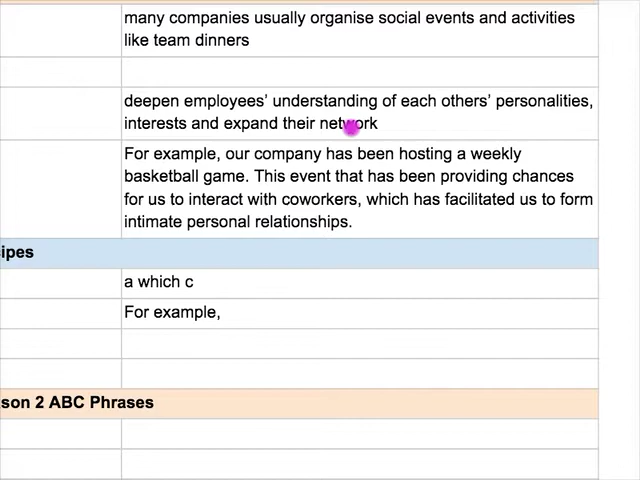 many companies usually organise social events and activities
like team dinners
deepen employees' understanding of each others' personalities,
interests and expand their network
For example, our company has been hosting a weekly
basketball game. This event that has been providing chances
for us to interact with coworkers, which has facilitated us to form
intimate personal relationships.
ipes
a which c
For example,
son 2 ABC Phrases